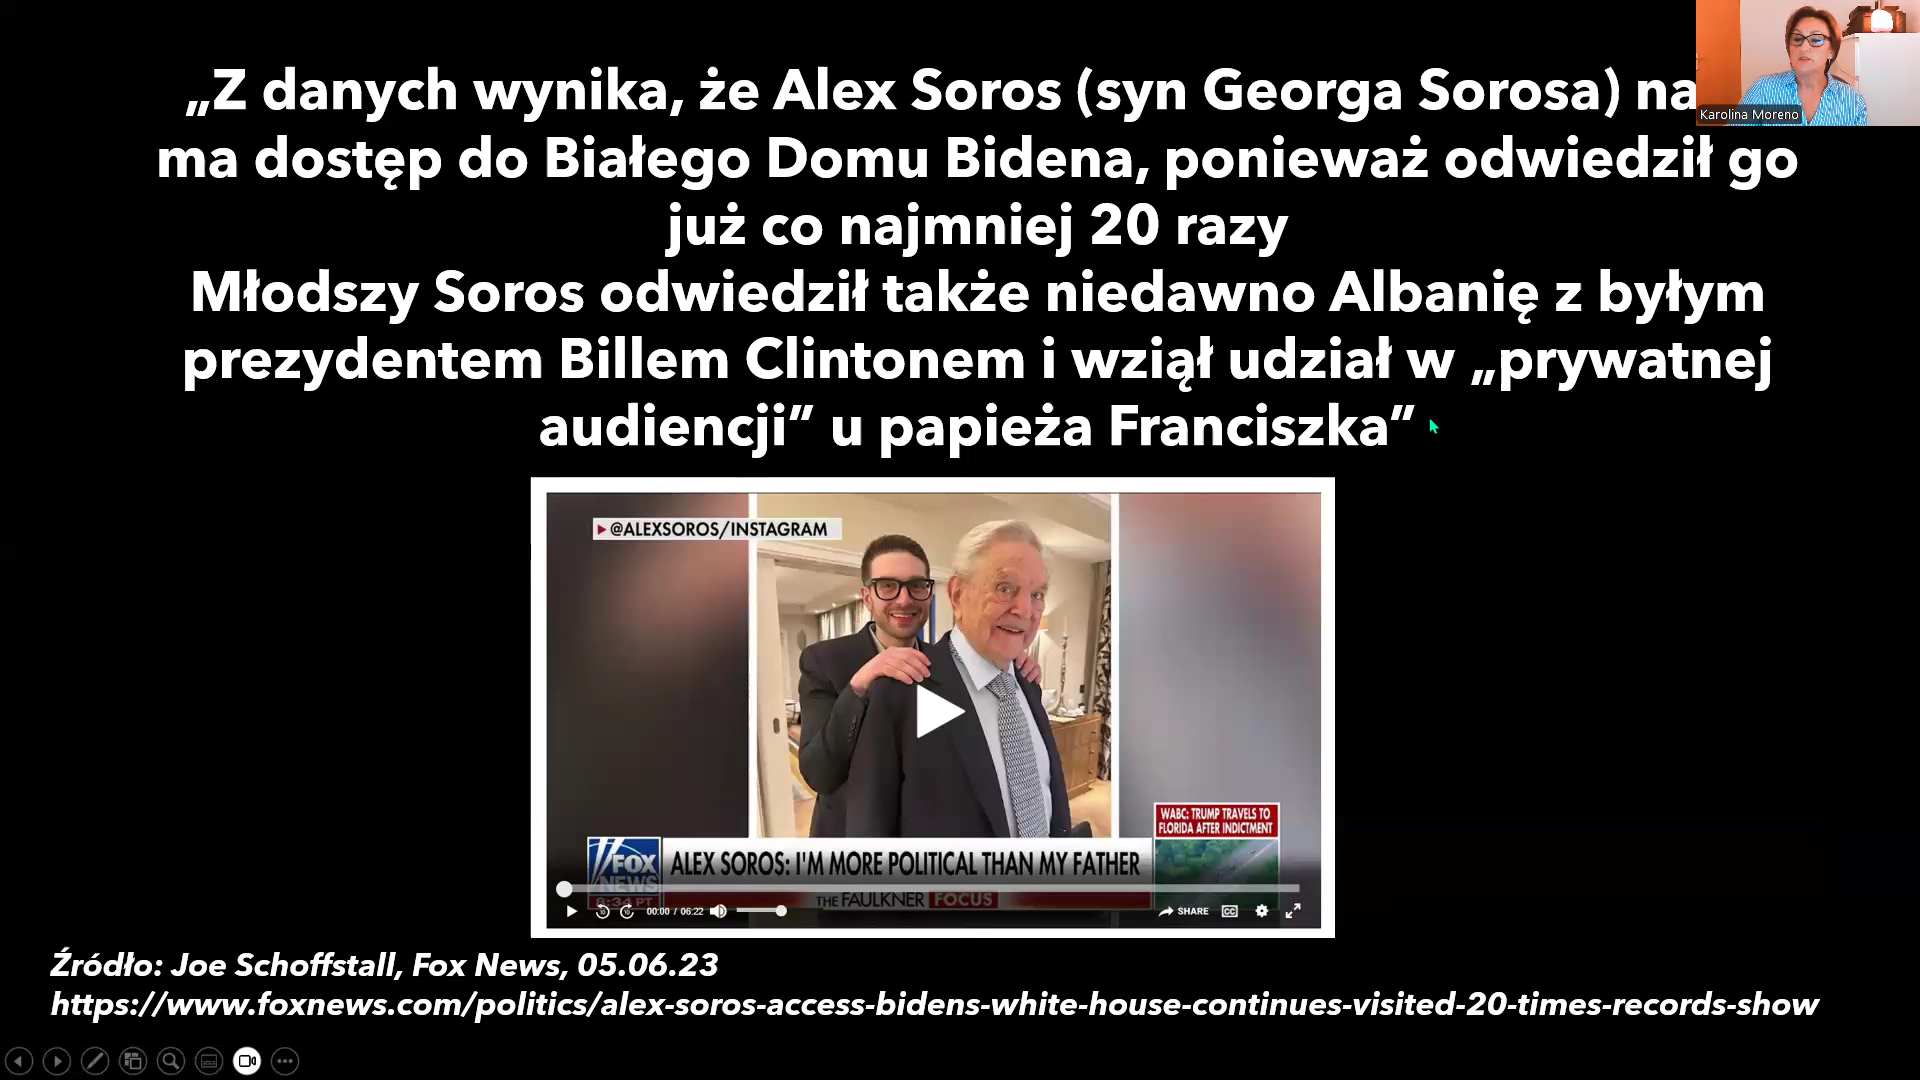 „Z danych wynika, że Alex Soros (syn Georga Sorosa) na
Karolina Moreno
ma dostęp do Białego Domu Bidena, ponieważ odwiedził go
już co najmniej 20 razy
Młodszy Soros odwiedził także niedawno Albanię z byłym
prezydentem Billem Clintonem i wziął udział w „prywatnej
audiencji” u papieża Franciszka”
@ALEXSOROS/INSTAGRAM
WABC: TRUMP TRAVELS TO
FLORIDA AFTER INDICTMENT
FOX
NEWS
ALEX SOROS: I'M MORE POLITICAL THAN MY FATHER
8:34 PT
THE FAULKNER FOCUS
00:00 / 06:22
SHARE
CC
Źródło: Joe Schoffstall, Fox News, 05.06.23
https://www.foxnews.com/politics/alex-soros-access-bidens-white-house-continues-visited-20-times-records-show